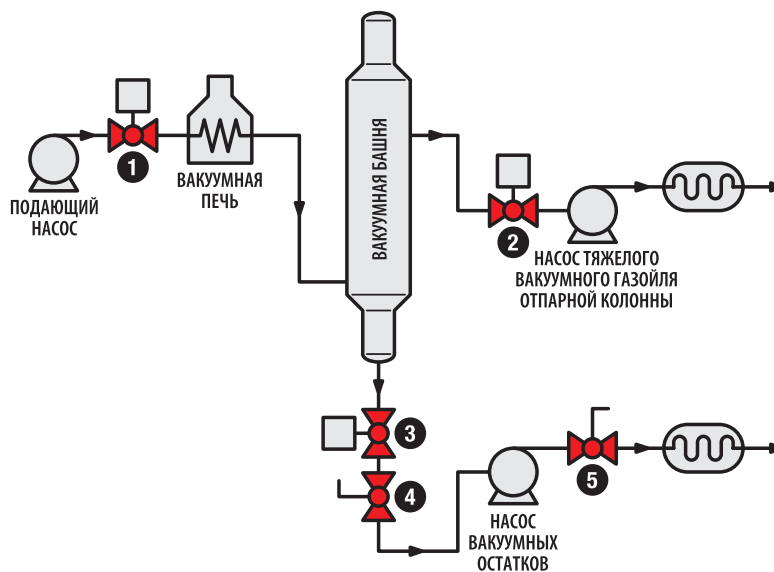 1
ПОДАЮЩИЙ
НАСОС
ВАКУУМНАЯ
ПЕЧЬ
ВАКУУМНАЯ БАШНЯ
2
НАСОС ТЯЖЕЛОГО
ВАКУУМНОГО ГАЗОЙЛЯ
ОТПАРНОЙ КОЛОННЫ
3
4
5
НАСОС
ВАКУУМНЫХ
ОСТАТКОВ